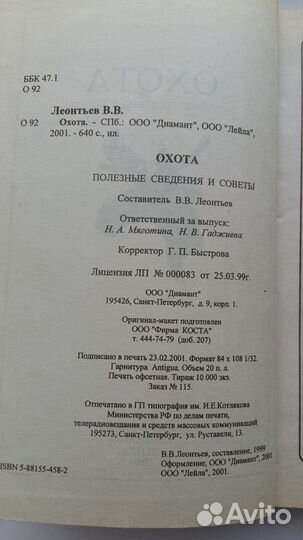 ББК 47.1
О 92
Леонтьев В.В.
О 92 Охота. - СПб.: ООО "Диамант", ООО "Лейла",
2001. - 640 с., ил.
ОХОТА
ПОЛЕЗНЫЕ СВЕДЕНИЯ И СОВЕТЫ
Составитель В.В. Леонтьев
Ответственный за выпуск:
Н. А. Мяготина, Н. В. Гаджиева
Корректор Г. П. Быстрова
Лицензия ЛП № 000083 от 25.03.99г.
ООО "Диамант"
195426, Санкт-Петербург, д. 9, корп. 1.
Оригинал-макет подготовлен
ООО "Фирма КОСТА"
т. 444-74-79 (доб. 207)
Подписано в печать 23.02.2001. Формат 84 х 108 1/32.
Гарнитура Antigua. Объем 20 п. л.
Печать офсетная. Тираж 10 000 экз.
Заказ № 115.
Отпечатано в ГП типография им. И.Е.Котлякова
Министерства РФ по делам печати,
телерадиовещания и средств массовых коммуникаций
195273, Санкт-Петербург, ул. Руставели, 13.
В.В.Леонтьев, составление, 1999
ISBN 5-88155-458-2 Оформление, ООО "Диамант", 2001
ООО "Лейла", 2001.
Avito